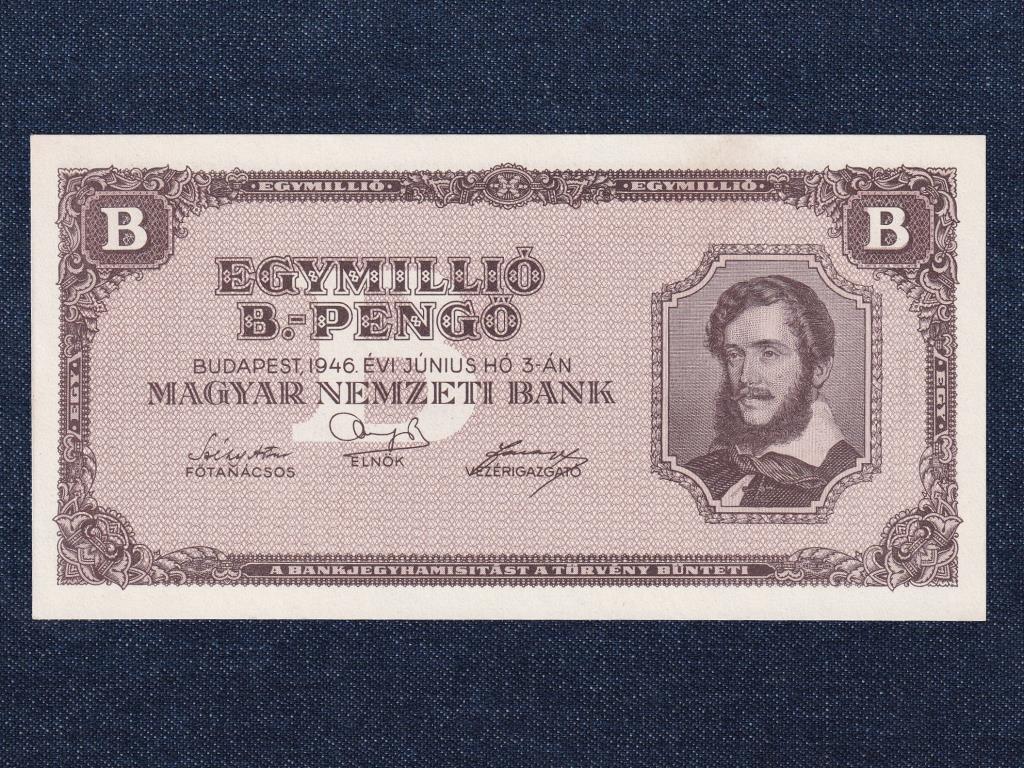 ·EGYMILLIÓ· ·EGYMILLIÓ·
B B
EGYMILLIÓ
B.-PENGŐ
BUDAPEST, 1946. ÉVI JÚNIUS HÓ 3-ÁN
MAGYAR NEMZETI BANK
FŐTANÁCSOS ELNÖK VEZÉRIGAZGATÓ
A BANKJEGYHAMISITÁST A TÖRVÉNY BÜNTETI